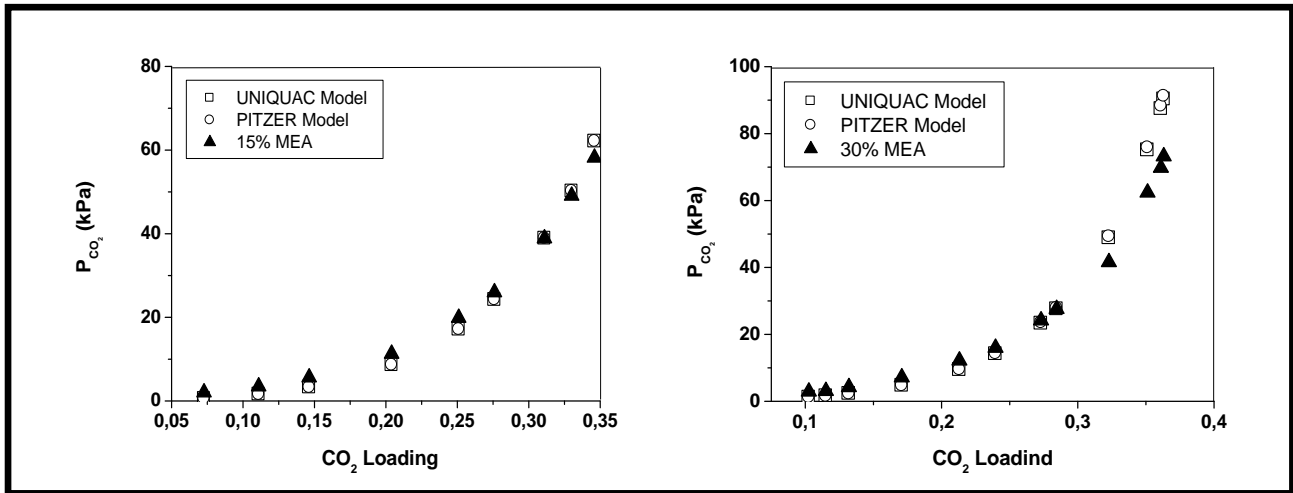 80
60
40
20
0
P_CO₂ (kPa)
UNIQUAC Model
PITZER Model
15% MEA
0,05 0,10 0,15 0,20 0,25 0,30 0,35
CO₂ Loading
100
80
60
40
20
0
P_CO₂ (kPa)
UNIQUAC Model
PITZER Model
30% MEA
0,1 0,2 0,3 0,4
CO₂ Loadind